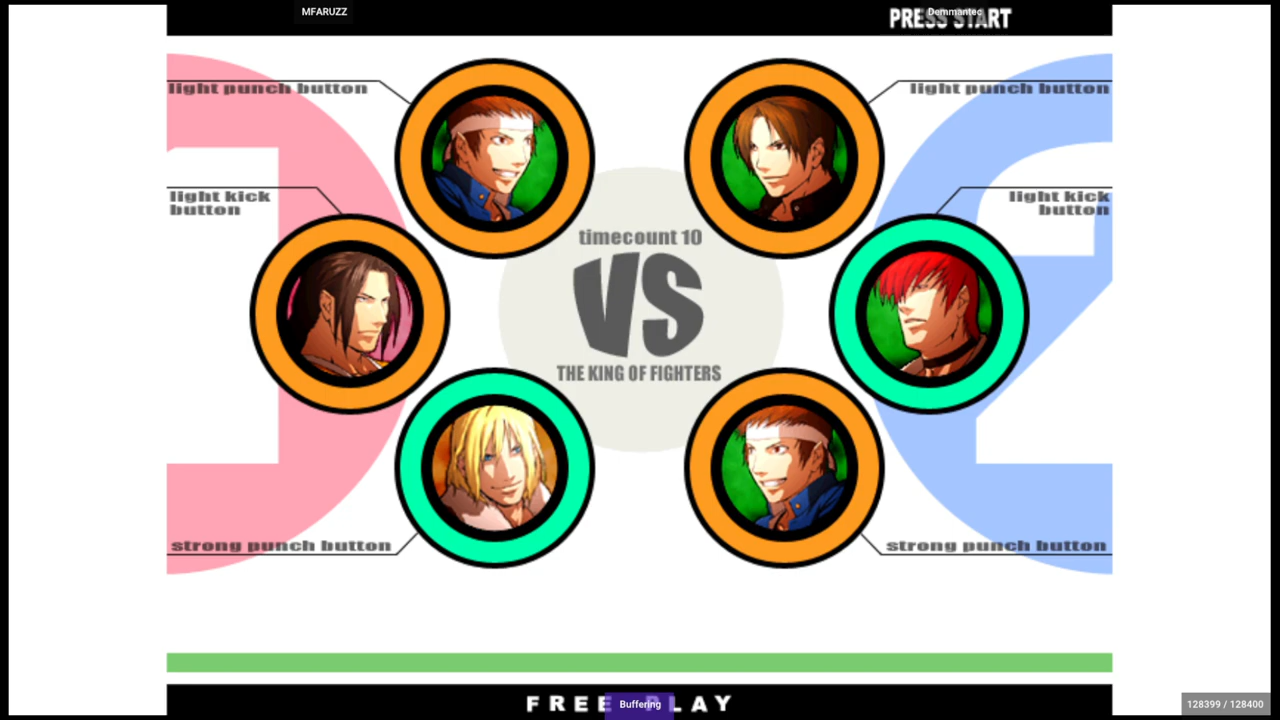 MFARUZZ
Demmantec
PRESS START
light punch button
light punch button
light kick
button
light kick
button
timecount 10
VS
THE KING OF FIGHTERS
strong punch button
strong punch button
FREE PLAY
Buffering
128399 / 128400